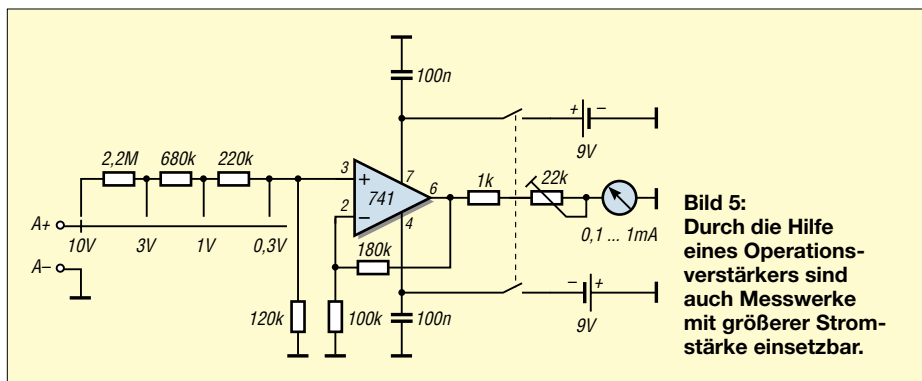 100n
+ −
9V
2,2M 680k 220k
3 + 7
741 6 1k 22k
2 − 4
A+
10V 3V 1V 0,3V
A−
180k
0,1 ... 1mA
120k 100k 100n
− +
9V
Bild 5:
Durch die Hilfe
eines Operations-
verstärkers sind
auch Messwerke
mit größerer Strom-
stärke einsetzbar.